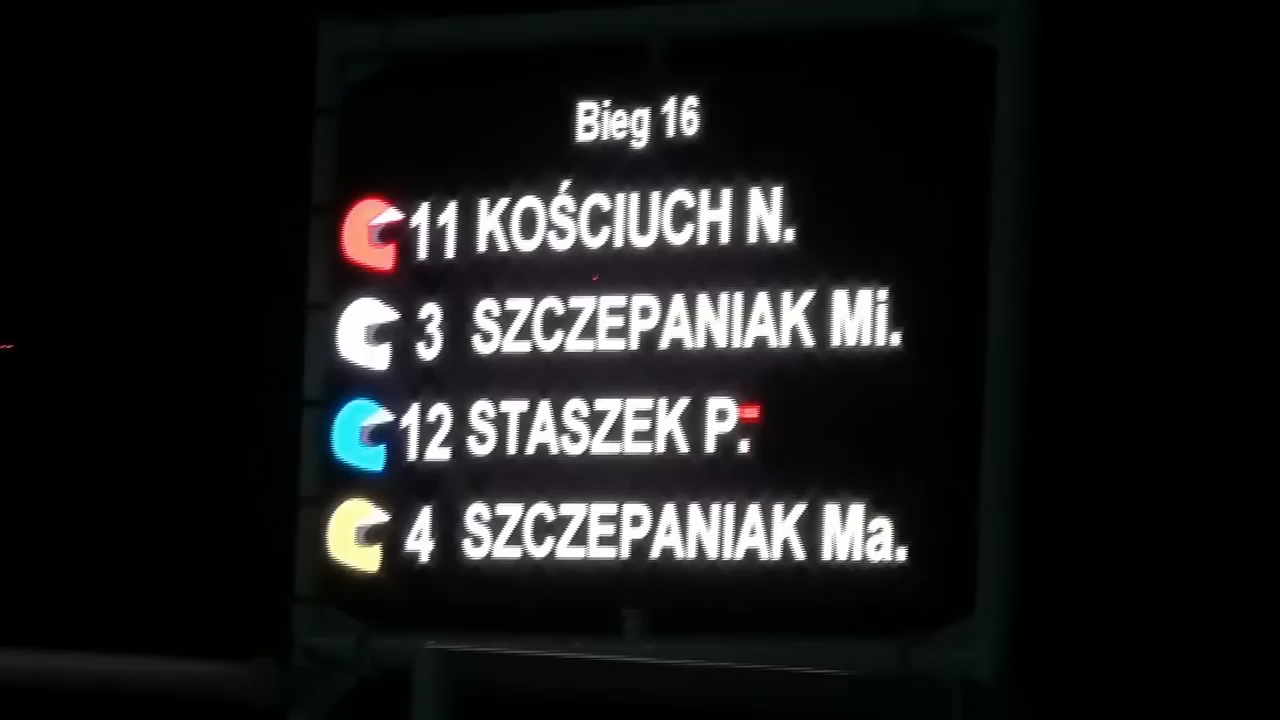 Bieg 16
11 KOŚCIUCH N.
3 SZCZEPANIAK Mi.
12 STASZEK P.
4 SZCZEPANIAK Ma.